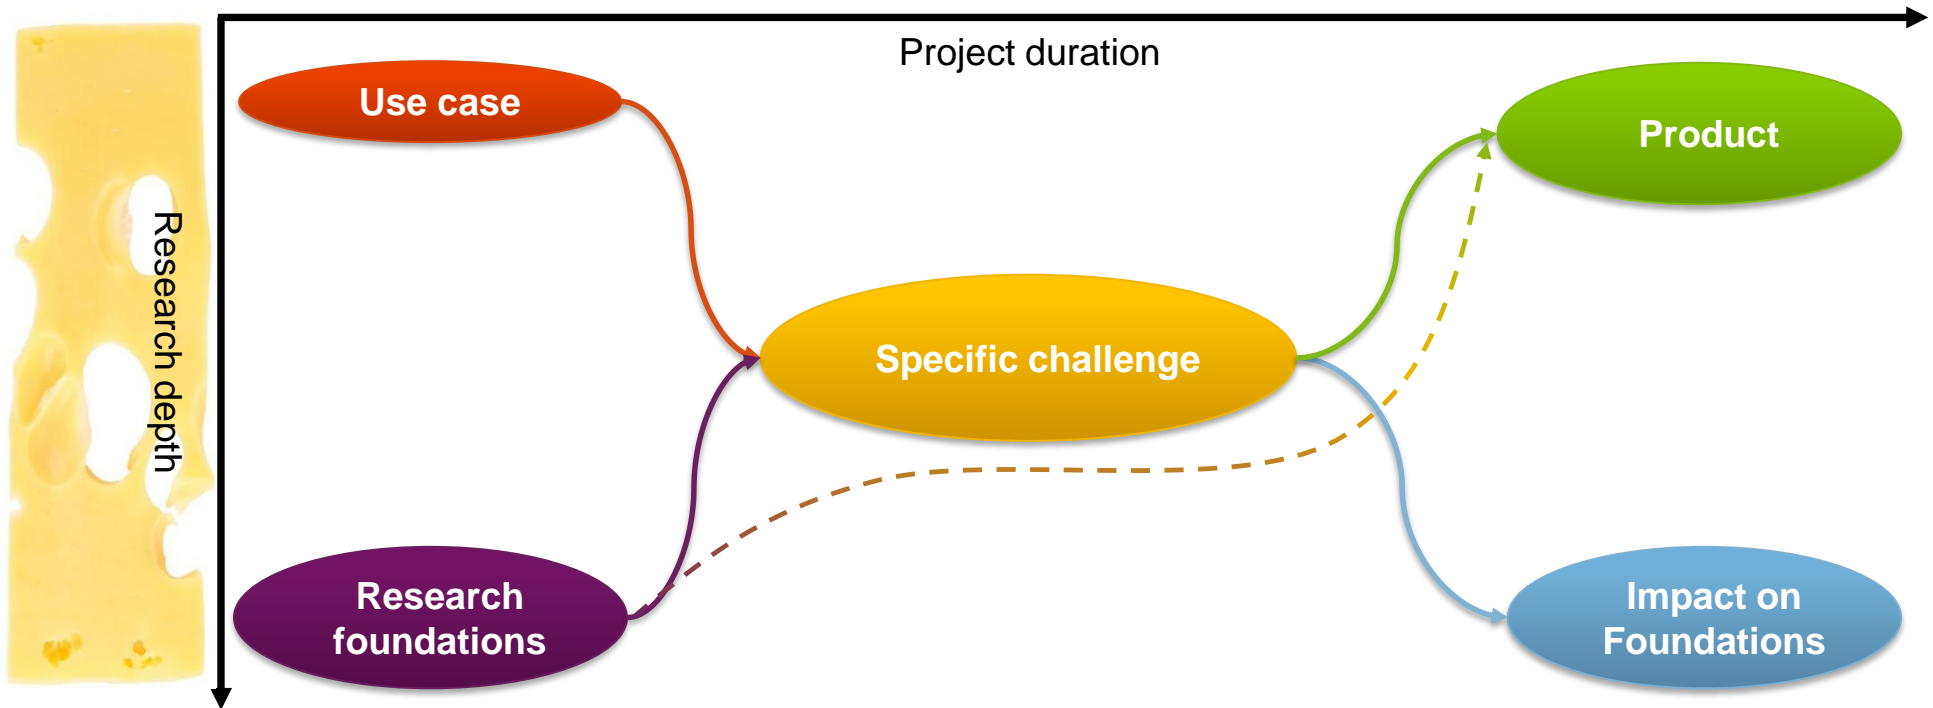 Project duration
Use case
Product
Research depth
Specific challenge
Research
foundations
Impact on
Foundations